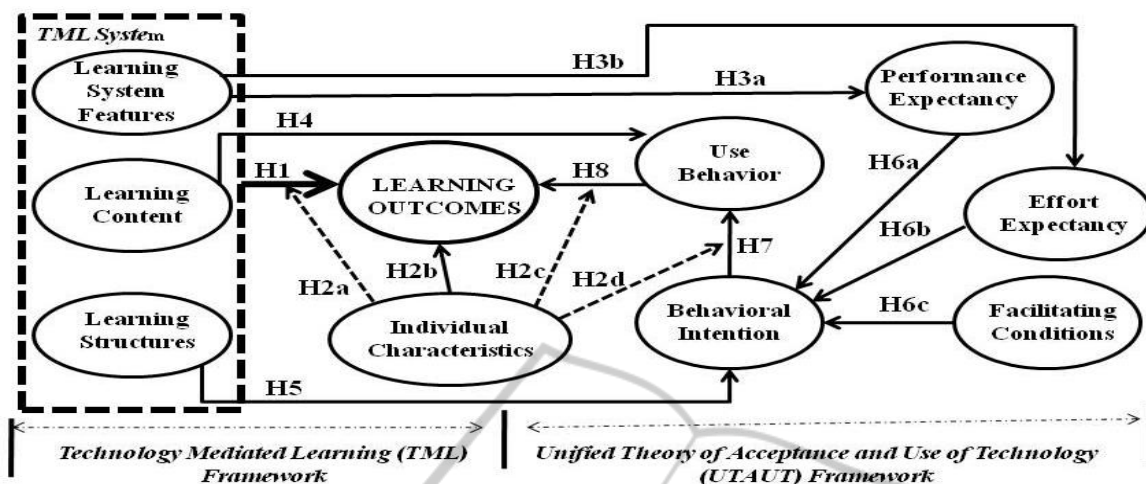 TML System
Learning
System
Features
H3b
H3a
Performance
Expectancy
H4
Use
Behavior
H6a
H1
LEARNING
OUTCOMES
H8
Learning
Content
Effort
Expectancy
H6b
H7
H2a
H2b
H2c
H2d
Learning
Structures
Individual
Characteristics
Behavioral
Intention
H6c
Facilitating
Conditions
H5
Technology Mediated Learning (TML)
Framework
Unified Theory of Acceptance and Use of Technology
(UTAUT) Framework